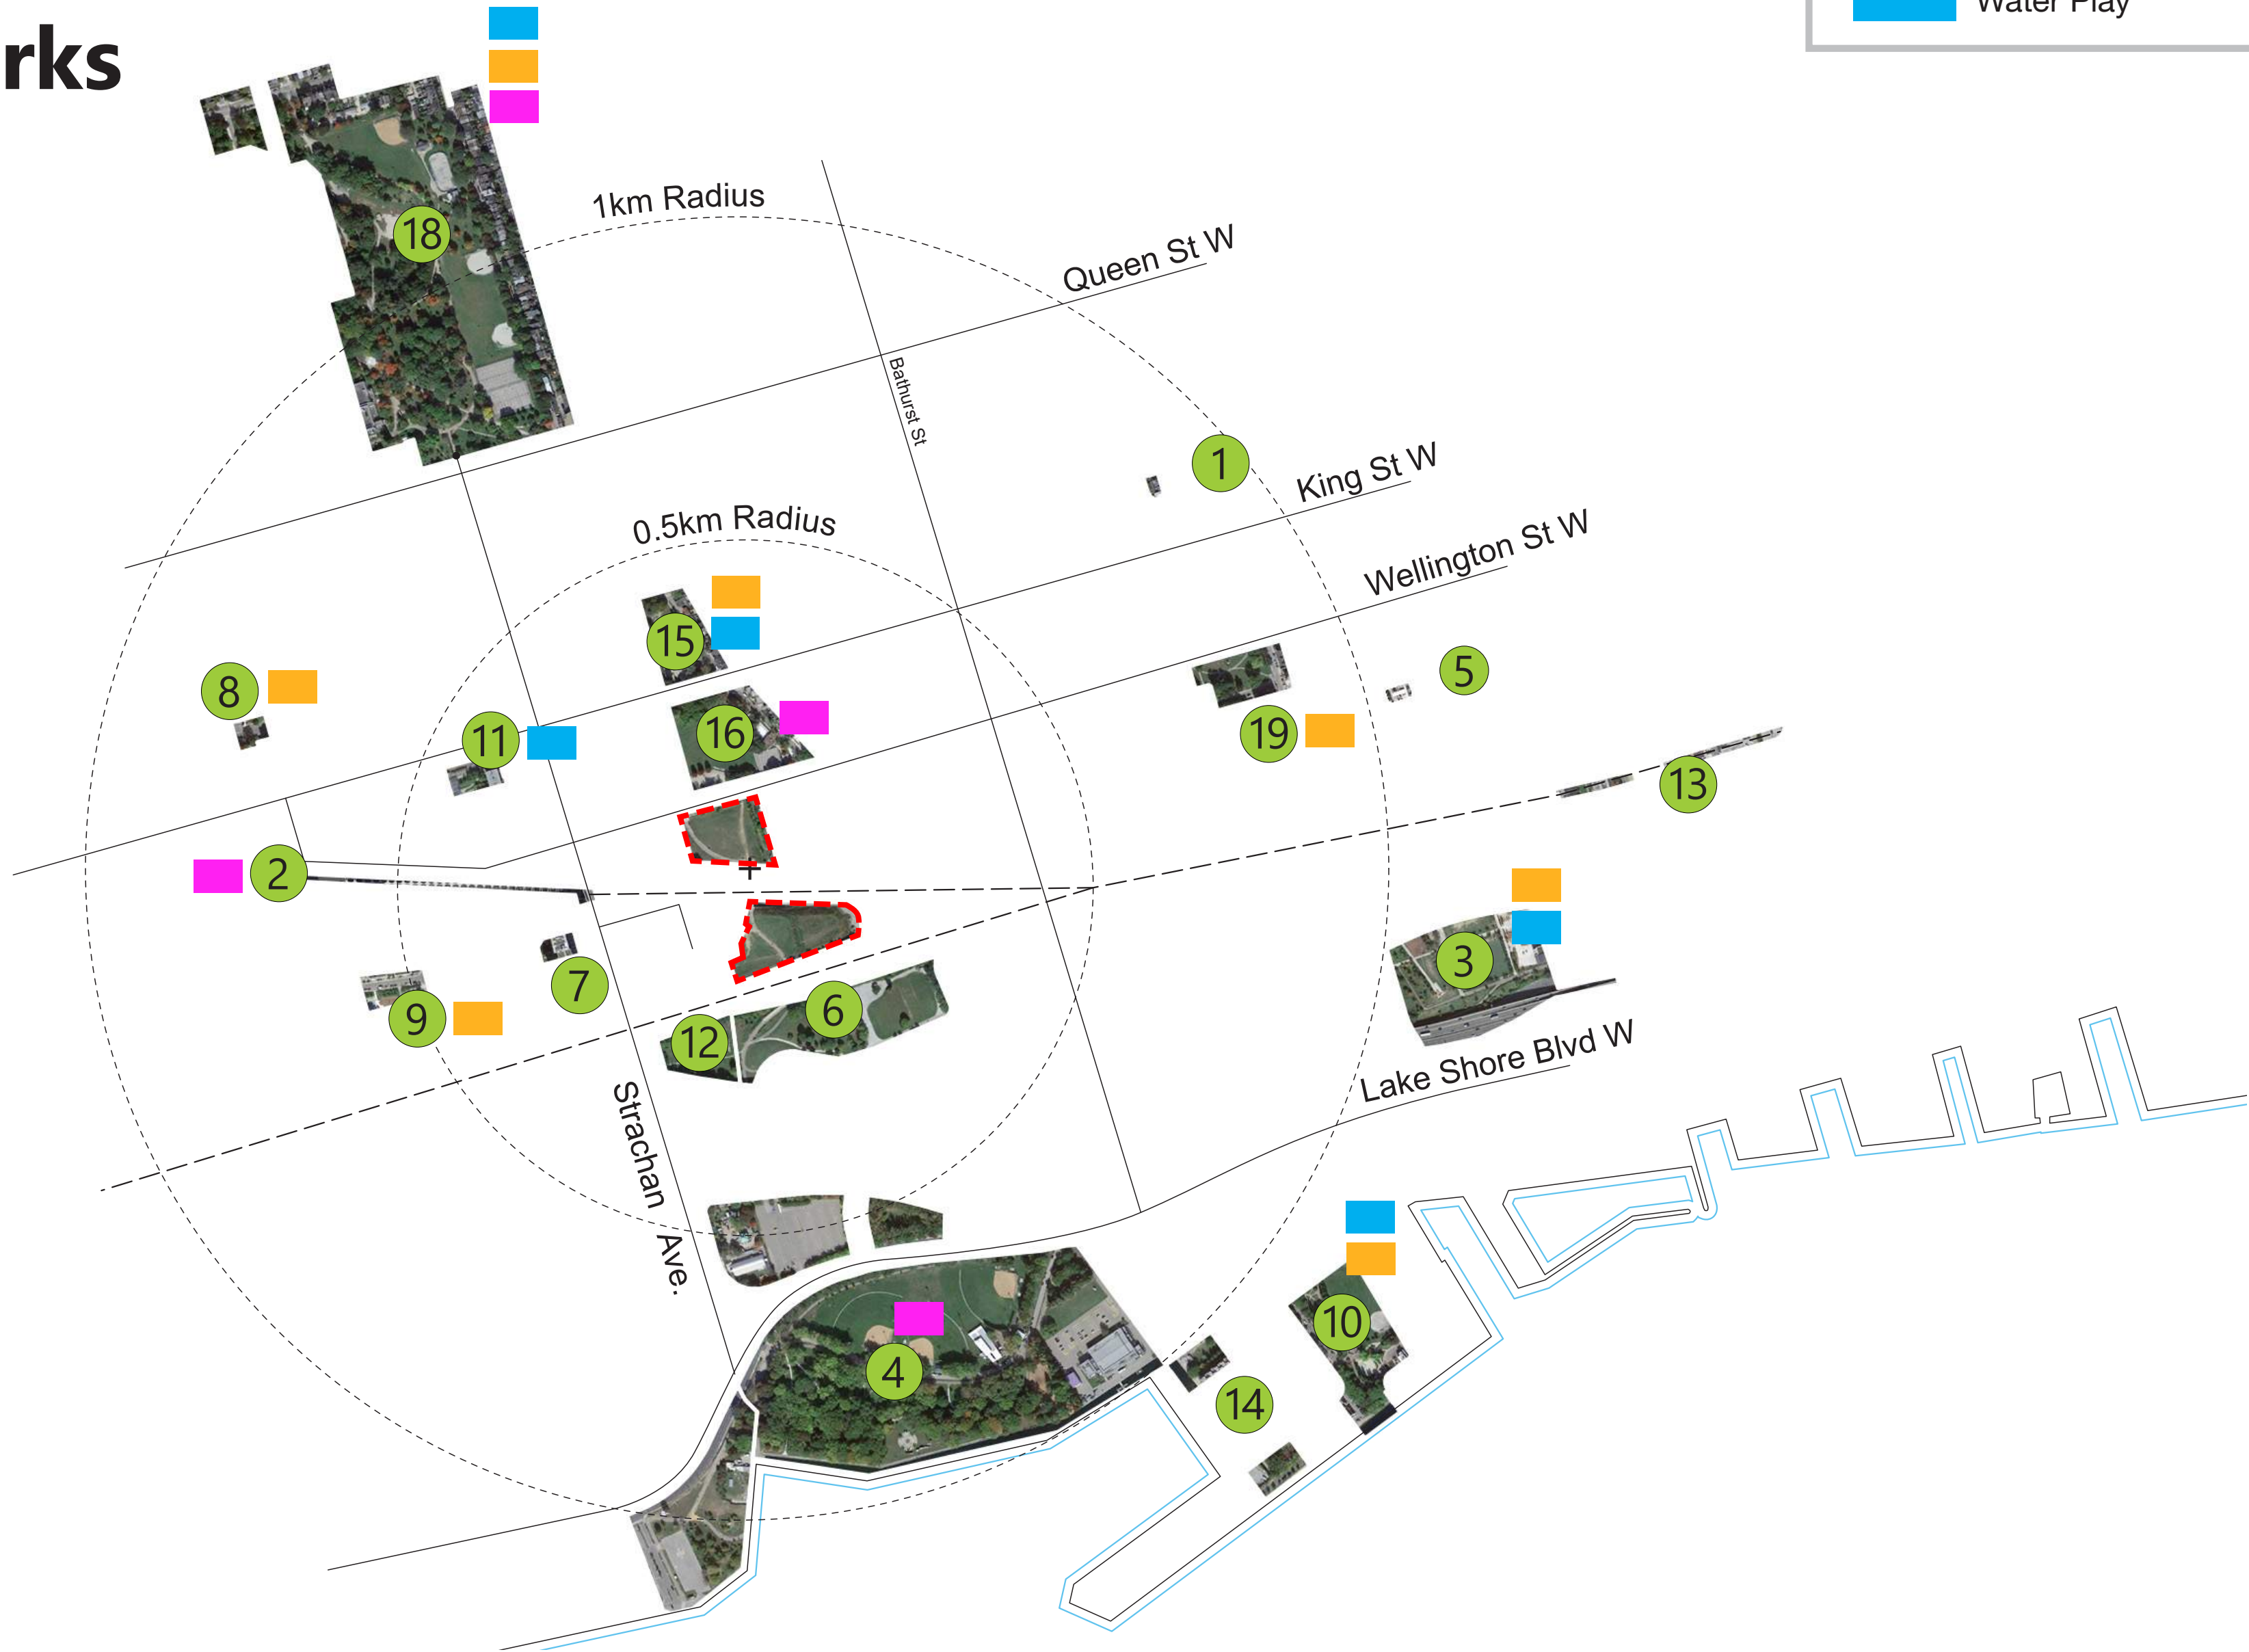 rks
Water Play
18
1km Radius
Queen St W
Bathurst St
1
King St W
0.5km Radius
Wellington St W
15
5
8
16
19
11
13
2
3
7
6
9
12
Lake Shore Blvd W
Strachan Ave.
10
4
14